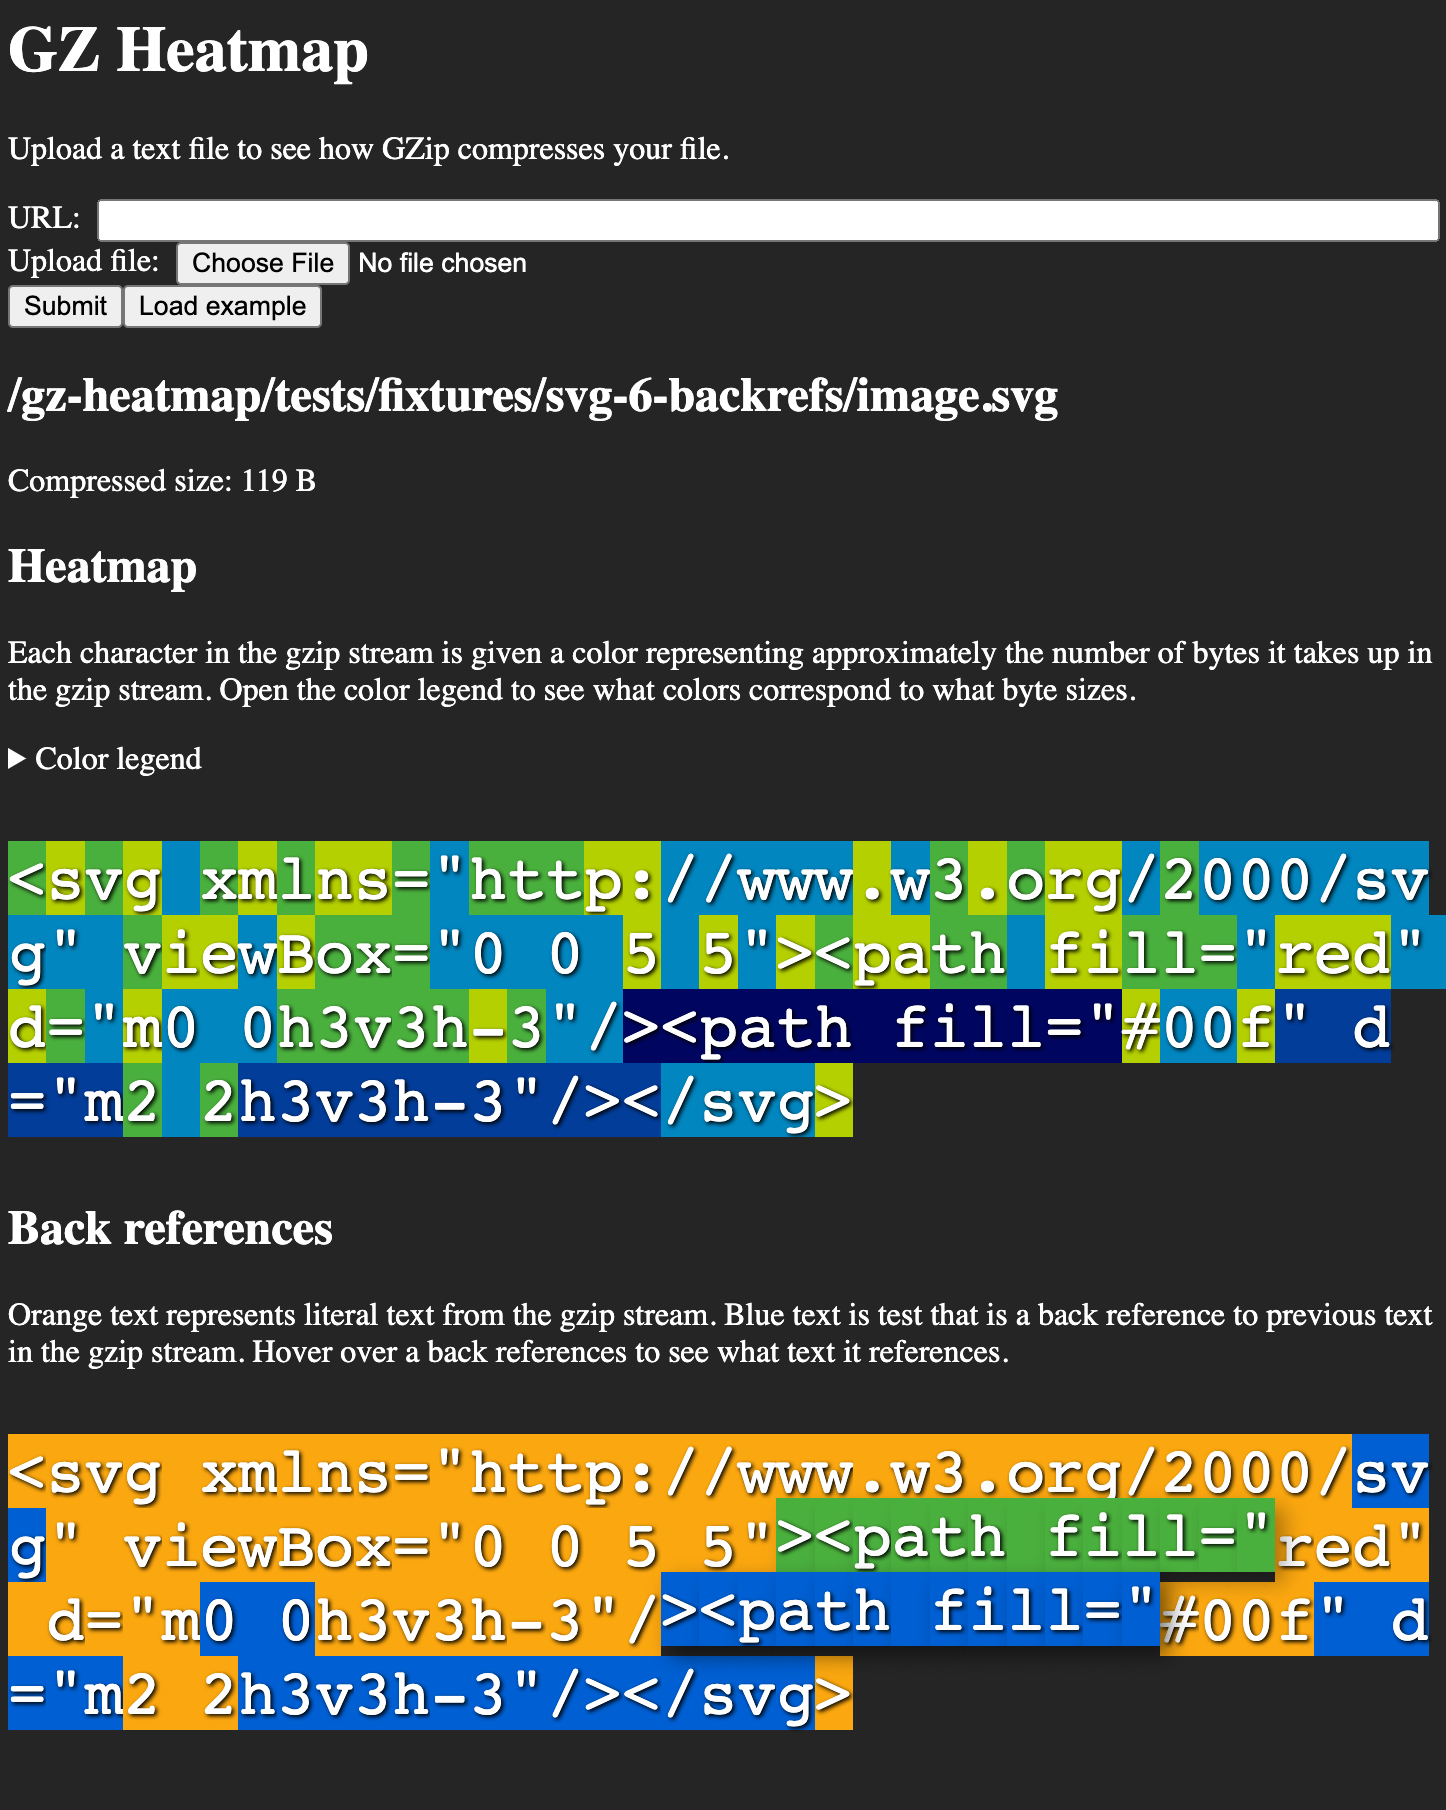 GZ Heatmap
Upload a text file to see how GZip compresses your file.
URL:
Upload file: Choose File No file chosen
Submit Load example
/gz-heatmap/tests/fixtures/svg-6-backrefs/image.svg
Compressed size: 119 B
Heatmap
Each character in the gzip stream is given a color representing approximately the number of bytes it takes up in
the gzip stream. Open the color legend to see what colors correspond to what byte sizes.
▶ Color legend
<svg xmlns="http://www.w3.org/2000/sv
g" viewBox="0 0 5 5"><path fill="red"
d="m0 0h3v3h-3"/><path fill="#00f" d
="m2 2h3v3h-3"/></svg>
Back references
Orange text represents literal text from the gzip stream. Blue text is test that is a back reference to previous text
in the gzip stream. Hover over a back references to see what text it references.
<svg xmlns="http://www.w3.org/2000/sv
g" viewBox="0 0 5 5"><path fill="red"
 d="m0 0h3v3h-3"/><path fill="#00f" d
="m2 2h3v3h-3"/></svg>